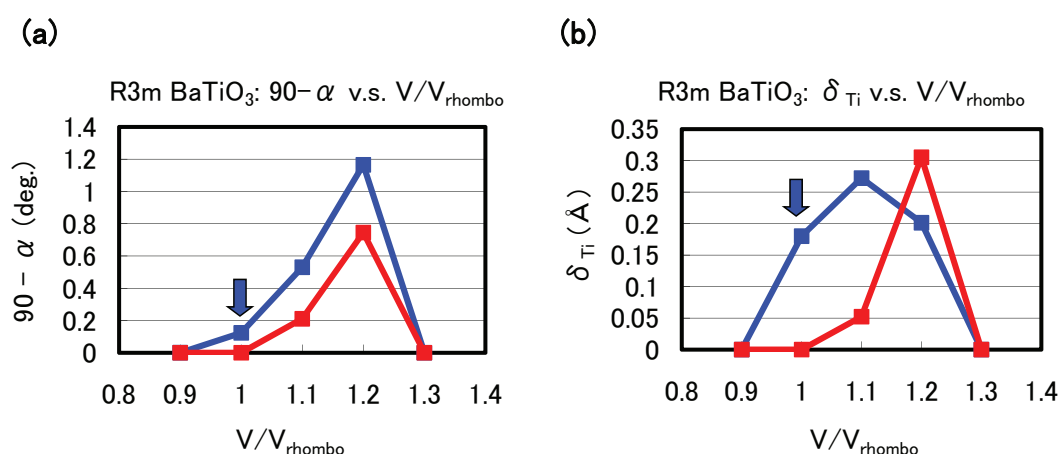 (a)
R3m BaTiO3: 90-α v.s. V/Vrhombo
1.4
1.2
1
0.8
0.6
0.4
0.2
0
90-α (deg.)
0.8 0.9 1 1.1 1.2 1.3 1.4
V/Vrhombo
(b)
R3m BaTiO3: δTi v.s. V/Vrhombo
0.35
0.3
0.25
0.2
0.15
0.1
0.05
0
δTi (Å)
0.8 0.9 1 1.1 1.2 1.3 1.4
V/Vrhombo